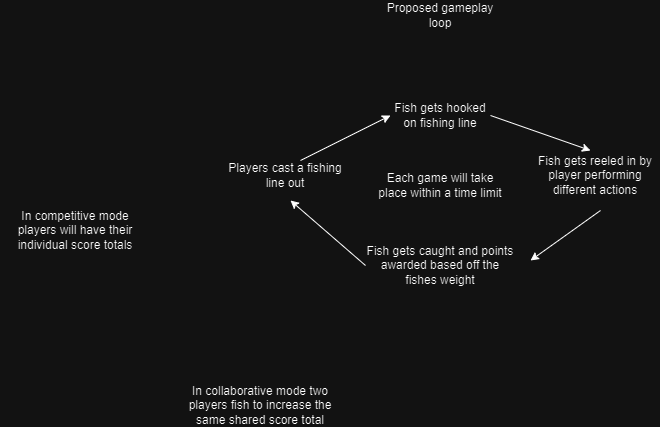 Proposed gameplay
loop
Fish gets hooked
on fishing line
Players cast a fishing
line out
Each game will take
place within a time limit
Fish gets reeled in by
player performing
different actions
In competitive mode
players will have their
individual score totals
Fish gets caught and points
awarded based off the
fishes weight
In collaborative mode two
players fish to increase the
same shared score total